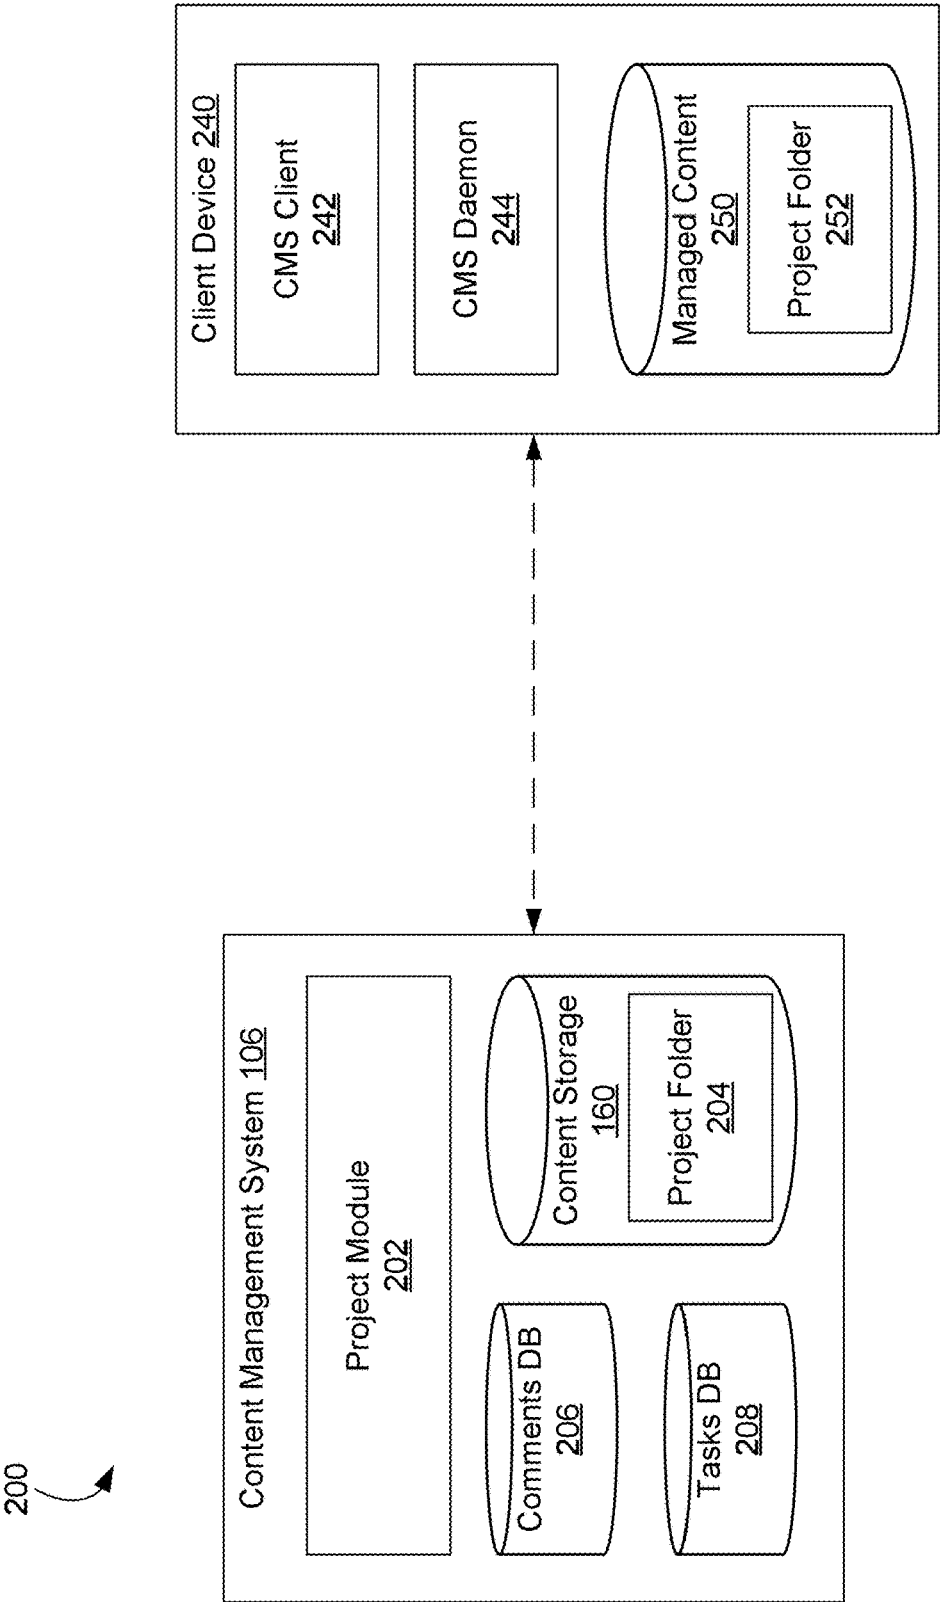 200
Content Management System 106
Project Module
202
Comments DB
206
Tasks DB
208
Content Storage
160
Project Folder
204
Client Device 240
CMS Client
242
CMS Daemon
244
Managed Content
250
Project Folder
252